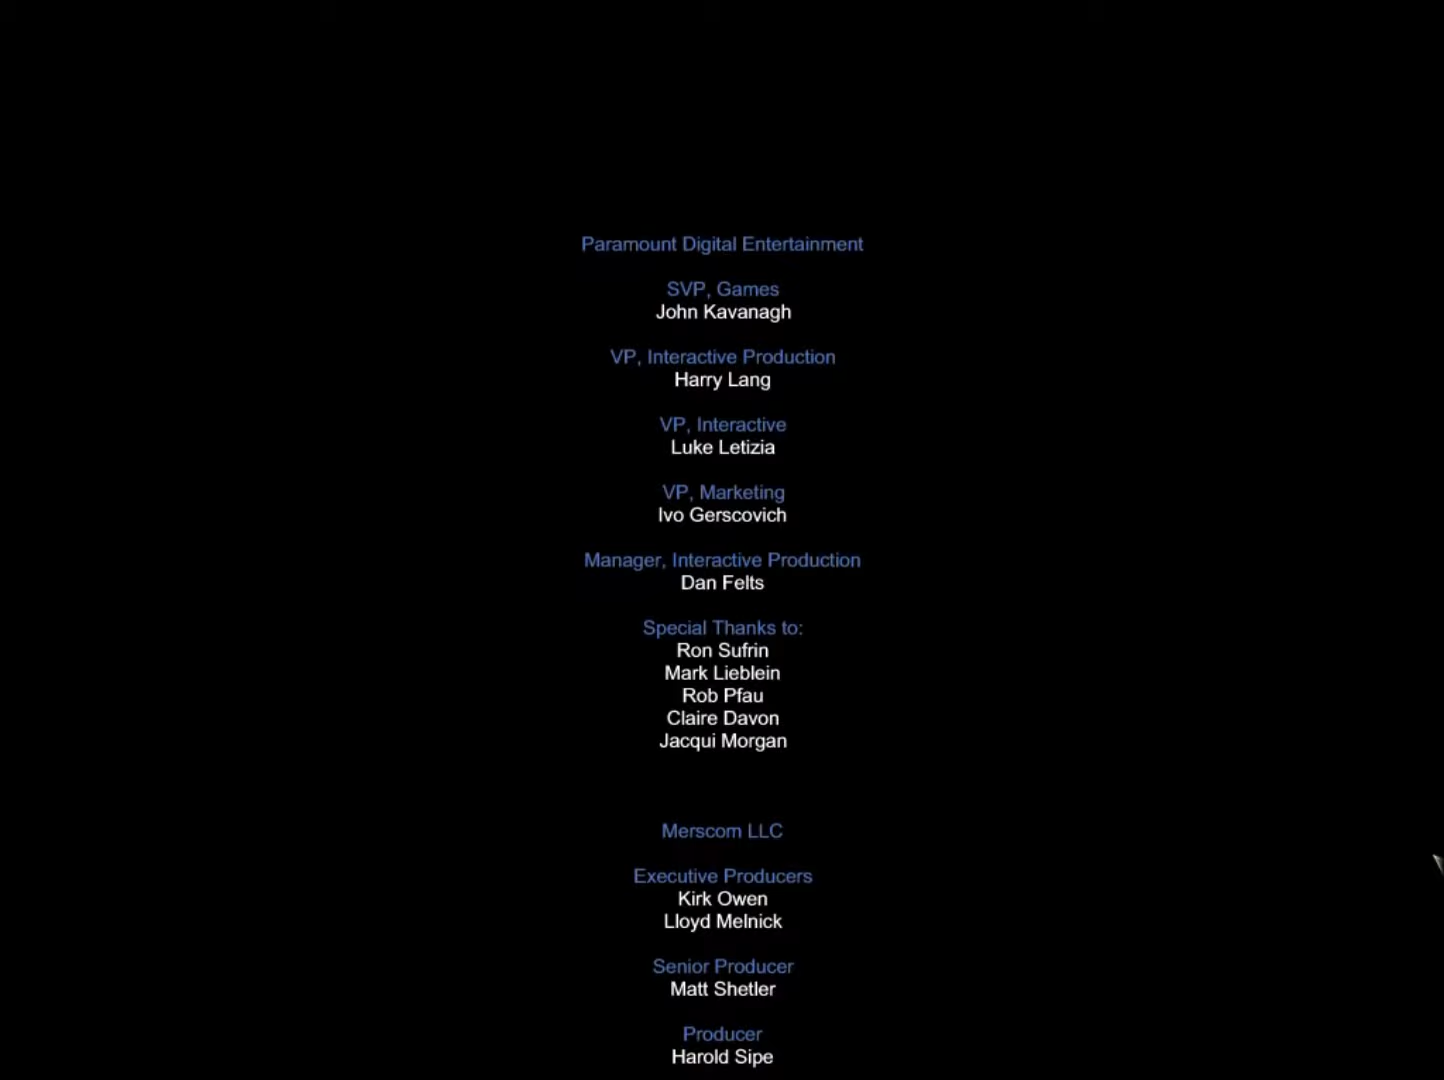 Paramount Digital Entertainment
SVP, Games
John Kavanagh
VP, Interactive Production
Harry Lang
VP, Interactive
Luke Letizia
VP, Marketing
Ivo Gerscovich
Manager, Interactive Production
Dan Felts
Special Thanks to:
Ron Sufrin
Mark Lieblein
Rob Pfau
Claire Davon
Jacqui Morgan
Merscom LLC
Executive Producers
Kirk Owen
Lloyd Melnick
Senior Producer
Matt Shetler
Producer
Harold Sipe